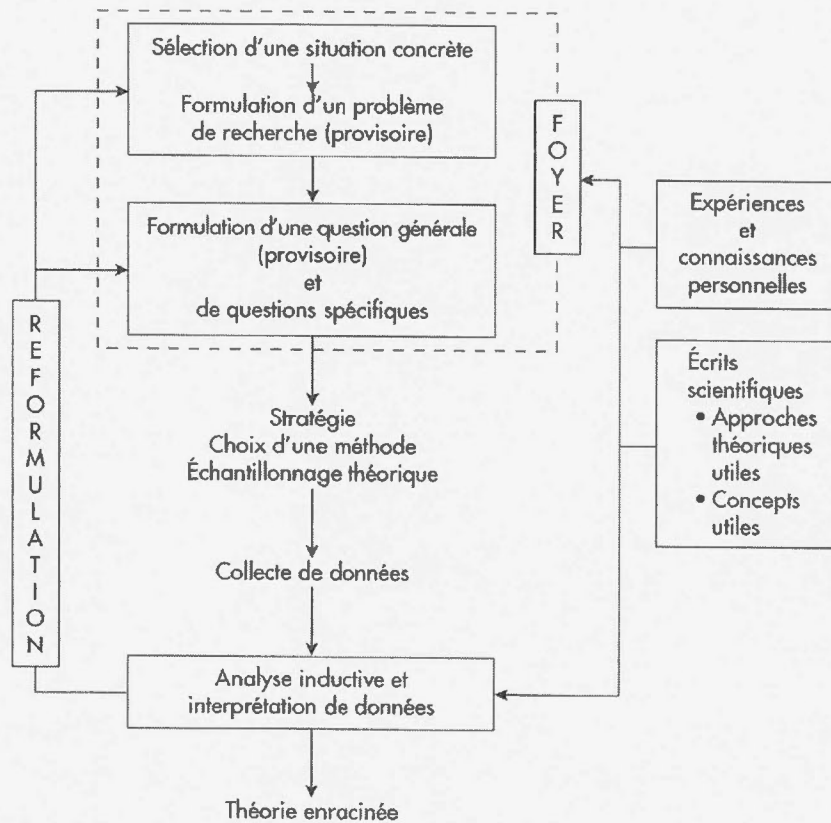 Sélection d'une situation concrète
Formulation d'un problème
de recherche (provisoire)
Formulation d'une question générale
(provisoire)
et
de questions spécifiques
FOYER
Expériences
et
connaissances
personnelles
Écrits
scientifiques
• Approches
théoriques
utiles
• Concepts
utiles
REFORMULATION
Stratégie
Choix d'une méthode
Échantillonnage théorique
Collecte de données
Analyse inductive et
interprétation de données
Théorie enracinée